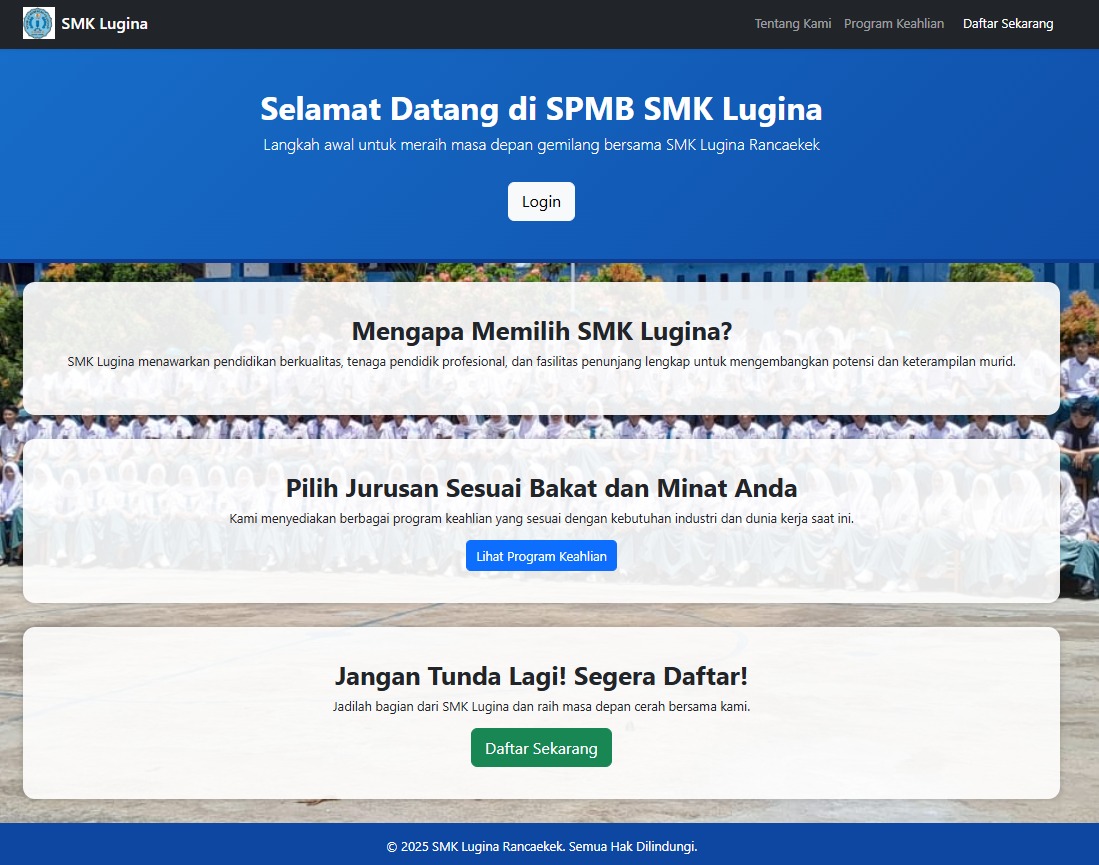 SMK Lugina
Tentang Kami Program Keahlian Daftar Sekarang
Selamat Datang di SPMB SMK Lugina
Langkah awal untuk meraih masa depan gemilang bersama SMK Lugina Rancaekek
Login
Mengapa Memilih SMK Lugina?
SMK Lugina menawarkan pendidikan berkualitas, tenaga pendidik profesional, dan fasilitas penunjang lengkap untuk mengembangkan potensi dan keterampilan murid.
Pilih Jurusan Sesuai Bakat dan Minat Anda
Kami menyediakan berbagai program keahlian yang sesuai dengan kebutuhan industri dan dunia kerja saat ini.
Lihat Program Keahlian
Jangan Tunda Lagi! Segera Daftar!
Jadilah bagian dari SMK Lugina dan raih masa depan cerah bersama kami.
Daftar Sekarang
© 2025 SMK Lugina Rancaekek. Semua Hak Dilindungi.